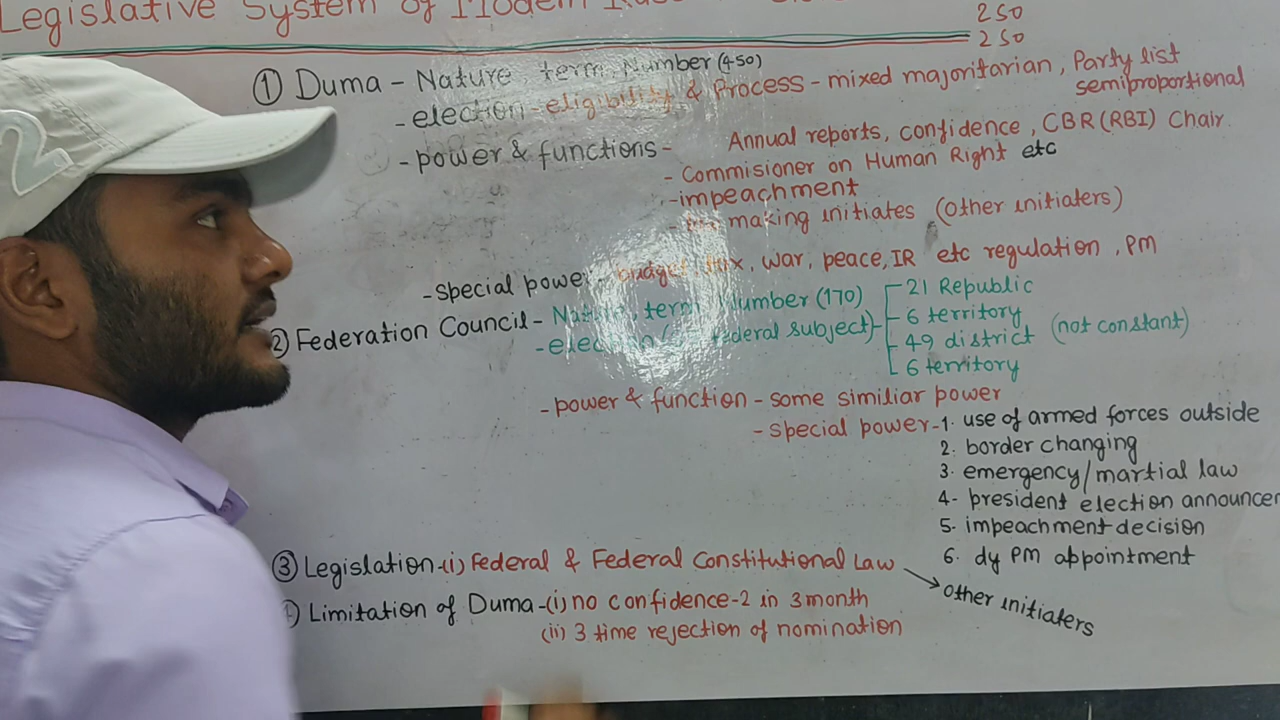 Legislative System of Modern
250
250
① Duma - Nature, term, Number (450)
- election - eligibility & Process - mixed majoritarian, Party list
semiproportional
- power & functions - Annual reports, confidence, CBR (RBI) Chair.
- Commisioner on Human Right etc
- impeachment
- making initiates (Other initiaters)
- special power - budget, tax, war, peace, IR etc regulation, PM
② Federation Council - Nature, term Number (170)
- election ( federal subject) -
21 Republic
6 territory
49 district (not constant)
6 territory
- power & function - some similiar power
- special power - 1. use of armed forces outside
2. border changing
3. emergency/martial law
4- president election announcer
5. impeachment decision
6. dy PM appointment
③ Legislation - (i) Federal & Federal Constitutional Law
Other initiaters
④ Limitation of Duma - (i) no confidence - 2 in 3 month
(ii) 3 time rejection of nomination
2